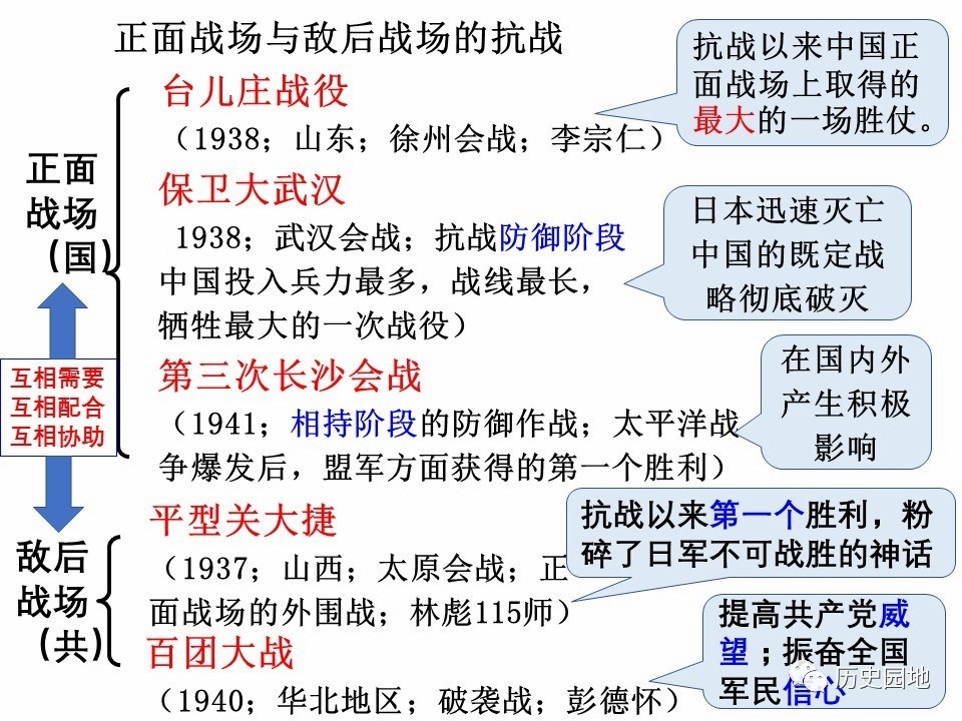 正面战场与敌后战场的抗战
正面
战场
（国）
互相需要
互相配合
互相协助
敌后
战场
（共）
台儿庄战役
（1938；山东；徐州会战；李宗仁）
抗战以来中国正
面战场上取得的
最大的一场胜仗。
保卫大武汉
1938；武汉会战；抗战防御阶段
中国投入兵力最多，战线最长，
牺牲最大的一次战役）
日本迅速灭亡
中国的既定战
略彻底破灭
第三次长沙会战
（1941；相持阶段的防御作战；太平洋战
争爆发后，盟军方面获得的第一个胜利）
在国内外
产生积极
影响
平型关大捷
（1937；山西；太原会战；正
面战场的外围战；林彪115师）
抗战以来第一个胜利，粉
碎了日军不可战胜的神话
百团大战
（1940；华北地区；破袭战；彭德怀）
提高共产党威
望；振奋全国
军民信心
历史园地